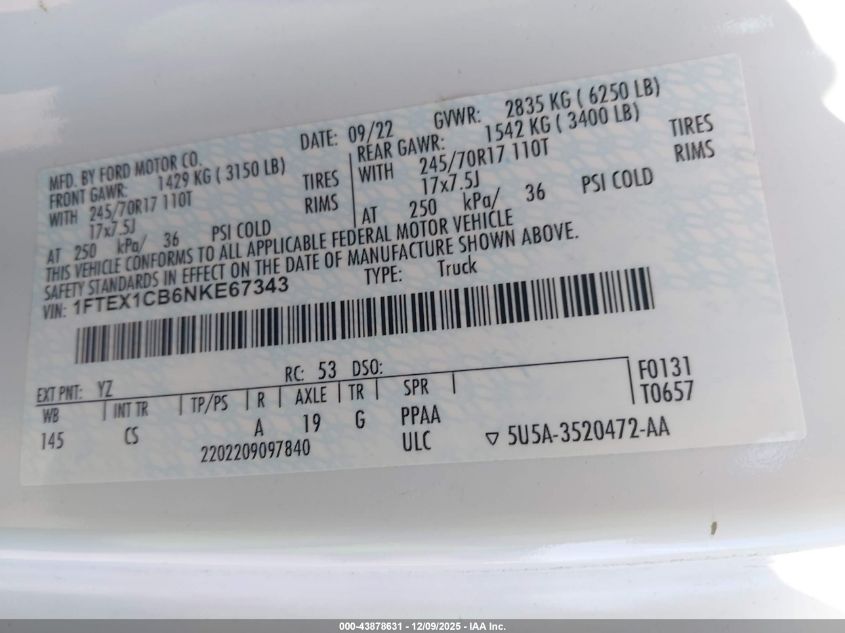 MFD. BY FORD MOTOR CO.
DATE: 09/22
GVWR: 2835 KG ( 6250 LB)
FRONT GAWR: 1429 KG ( 3150 LB)
WITH 245/70R17 110T TIRES
17x7.5J RIMS
AT 250 kPa/ 36 PSI COLD
REAR GAWR: 1542 KG ( 3400 LB)
WITH 245/70R17 110T TIRES
17x7.5J RIMS
AT 250 kPa/ 36 PSI COLD
THIS VEHICLE CONFORMS TO ALL APPLICABLE FEDERAL MOTOR VEHICLE
SAFETY STANDARDS IN EFFECT ON THE DATE OF MANUFACTURE SHOWN ABOVE.
VIN: 1FTEX1CB6NKE67343 TYPE: Truck
EXT PNT: YZ RC: 53 DSO:
WB INT TR TP/PS R AXLE TR SPR
145 CS A 19 G PPAA
2202209097840 ULC
F0131
T0657
▽ 5U5A-3520472-AA
000-43878631 - 12/09/2025 - IAA Inc.